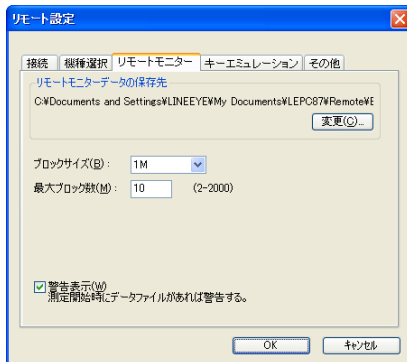 リモート設定
接続 機種選択 リモートモニター キーエミュレーション その他
リモートモニターデータの保存先
C:¥Documents and Settings¥LINEEYE¥My Documents¥LEPC87¥Remote¥E
変更(C)...
ブロックサイズ(B): 1M
最大ブロック数(M): 10 (2-2000)
警告表示(W)
測定開始時にデータファイルがあれば警告する。
OK キャンセル